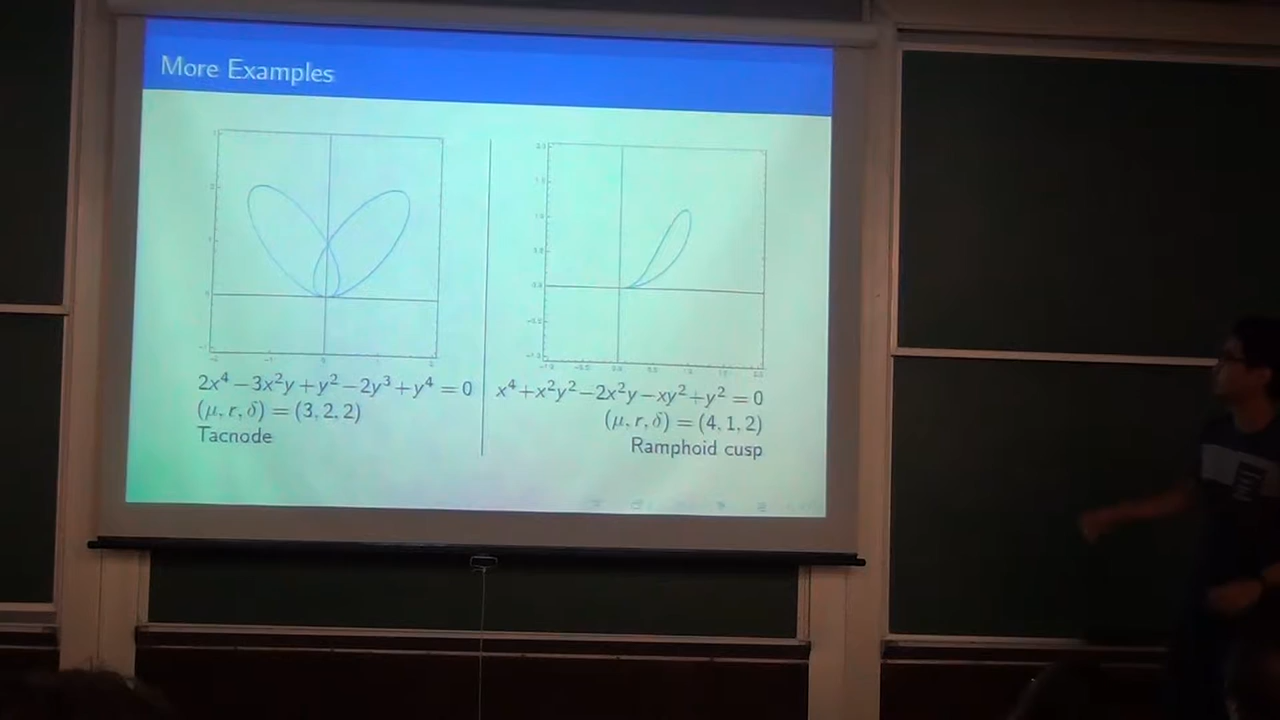 More Examples
2x⁴ − 3x²y + y² − 2y³ + y⁴ = 0
(μ, r, δ) = (3, 2, 2)
Tacnode
x⁴ + x²y² − 2x²y − xy² + y² = 0
(μ, r, δ) = (4, 1, 2)
Ramphoid cusp